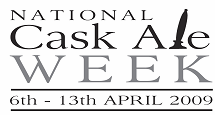 NATIONAL
Cask Ale
WEEK
6th - 13th APRIL 2009